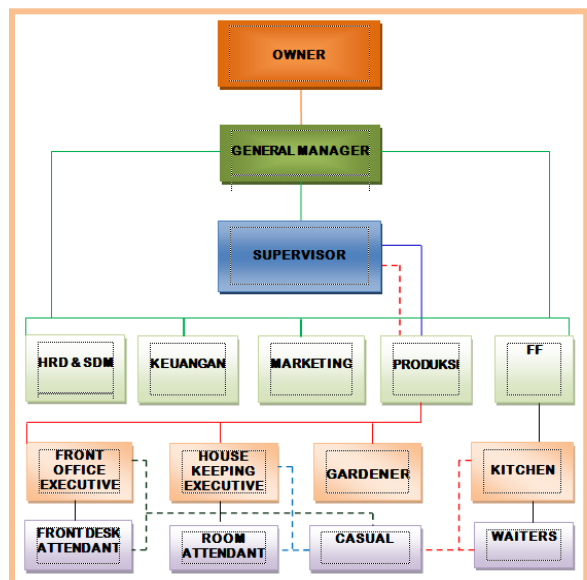 OWNER
GENERAL MANAGER
SUPERVISOR
HRD & SDM
KEUANGAN
MARKETING
PRODUKSI
FF
FRONT
OFFICE
EXECUTIVE
HOUSE
KEEPING
EXECUTIVE
GARDENER
KITCHEN
FRONT DESK
ATTENDANT
ROOM
ATTENDANT
CASUAL
WAITERS